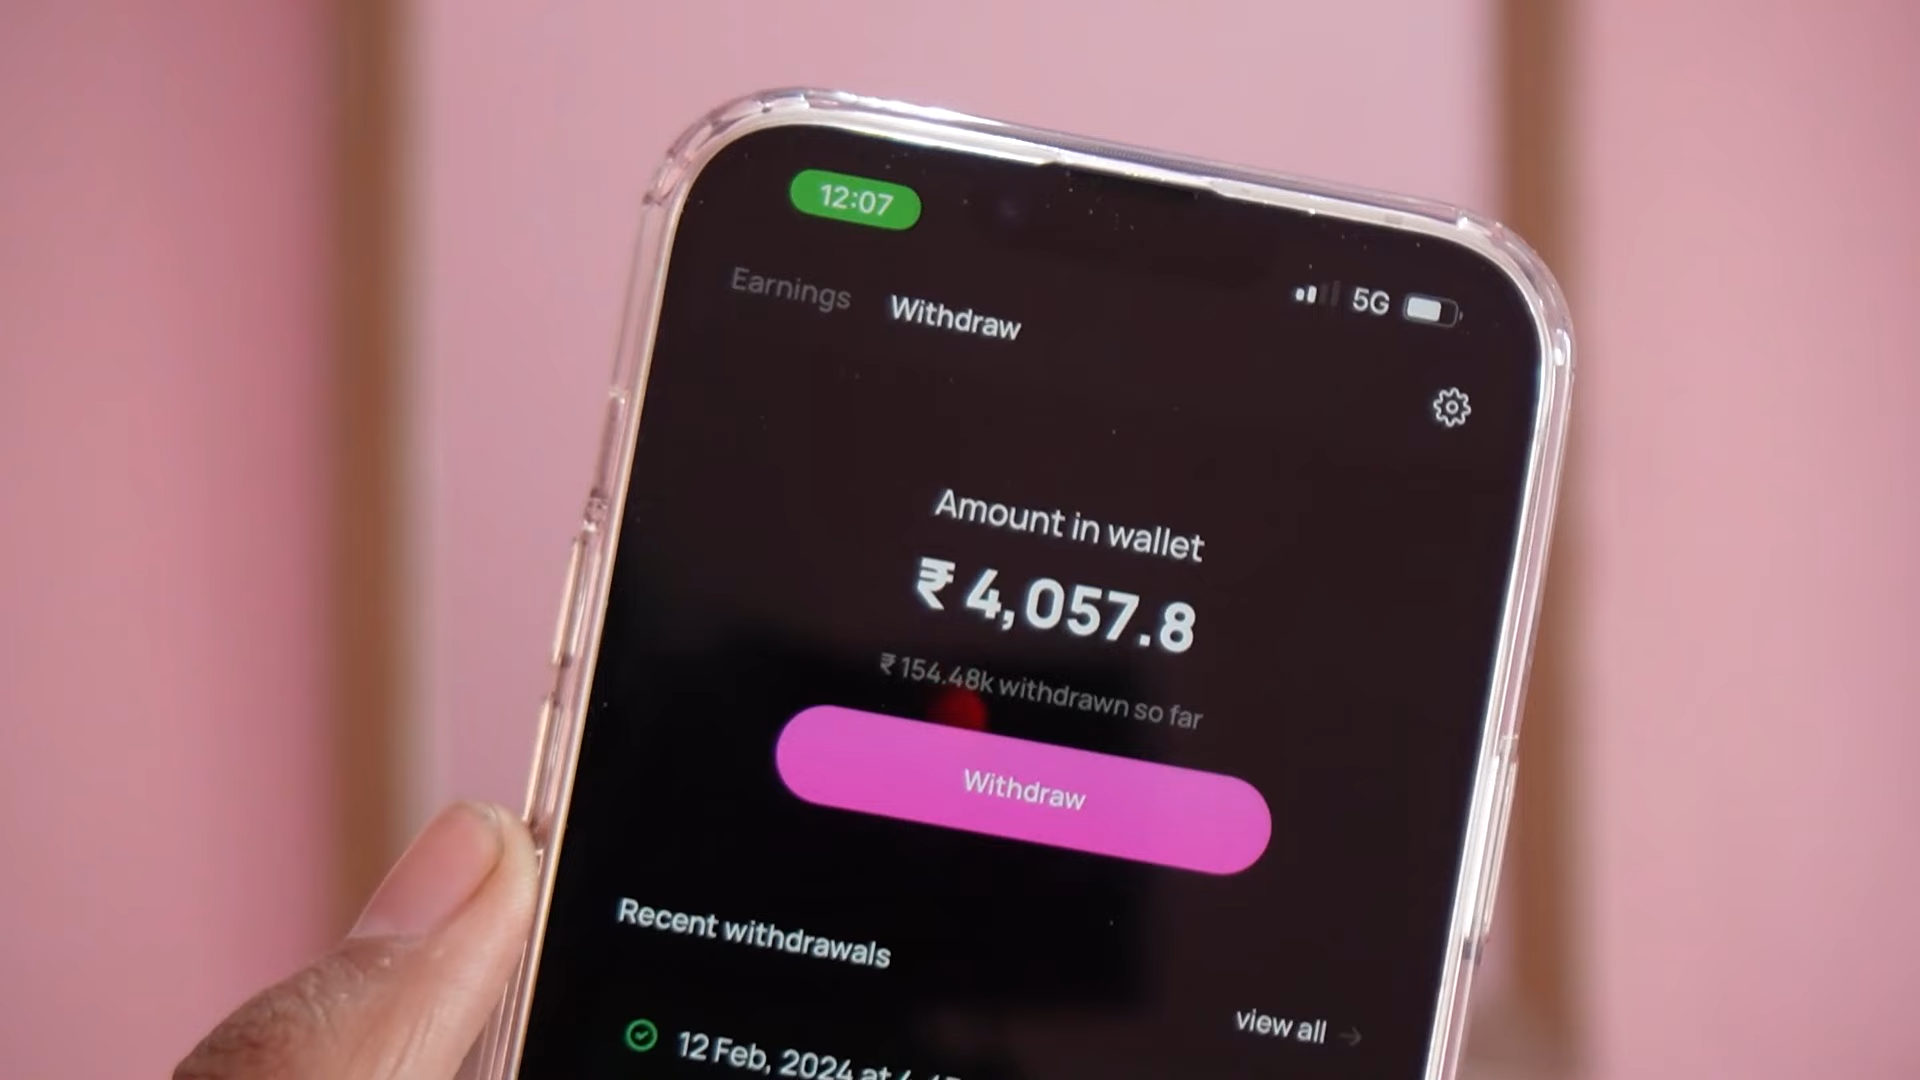 12:07
5G
Earnings Withdraw
Amount in wallet
₹ 4,057.8
₹ 154.48k withdrawn so far
Withdraw
Recent withdrawals
view all →
12 Feb, 2024 at